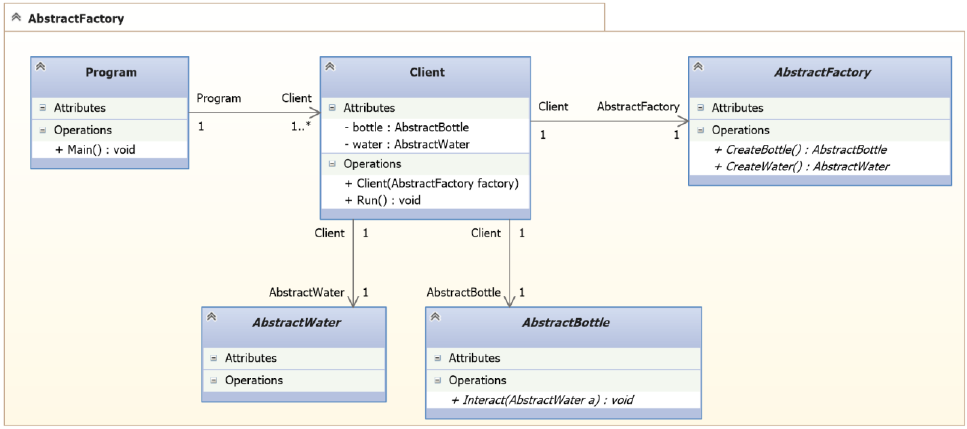 AbstractFactory
Program
Attributes
Operations
+ Main() : void
Program
Client
1
1..*
Client
Attributes
- bottle : AbstractBottle
- water : AbstractWater
Operations
+ Client(AbstractFactory factory)
+ Run() : void
Client
AbstractFactory
1
1
AbstractFactory
Attributes
Operations
+ CreateBottle() : AbstractBottle
+ CreateWater() : AbstractWater
Client
1
AbstractWater
1
Client
1
AbstractBottle
1
AbstractWater
Attributes
Operations
AbstractBottle
Attributes
Operations
+ Interact(AbstractWater a) : void